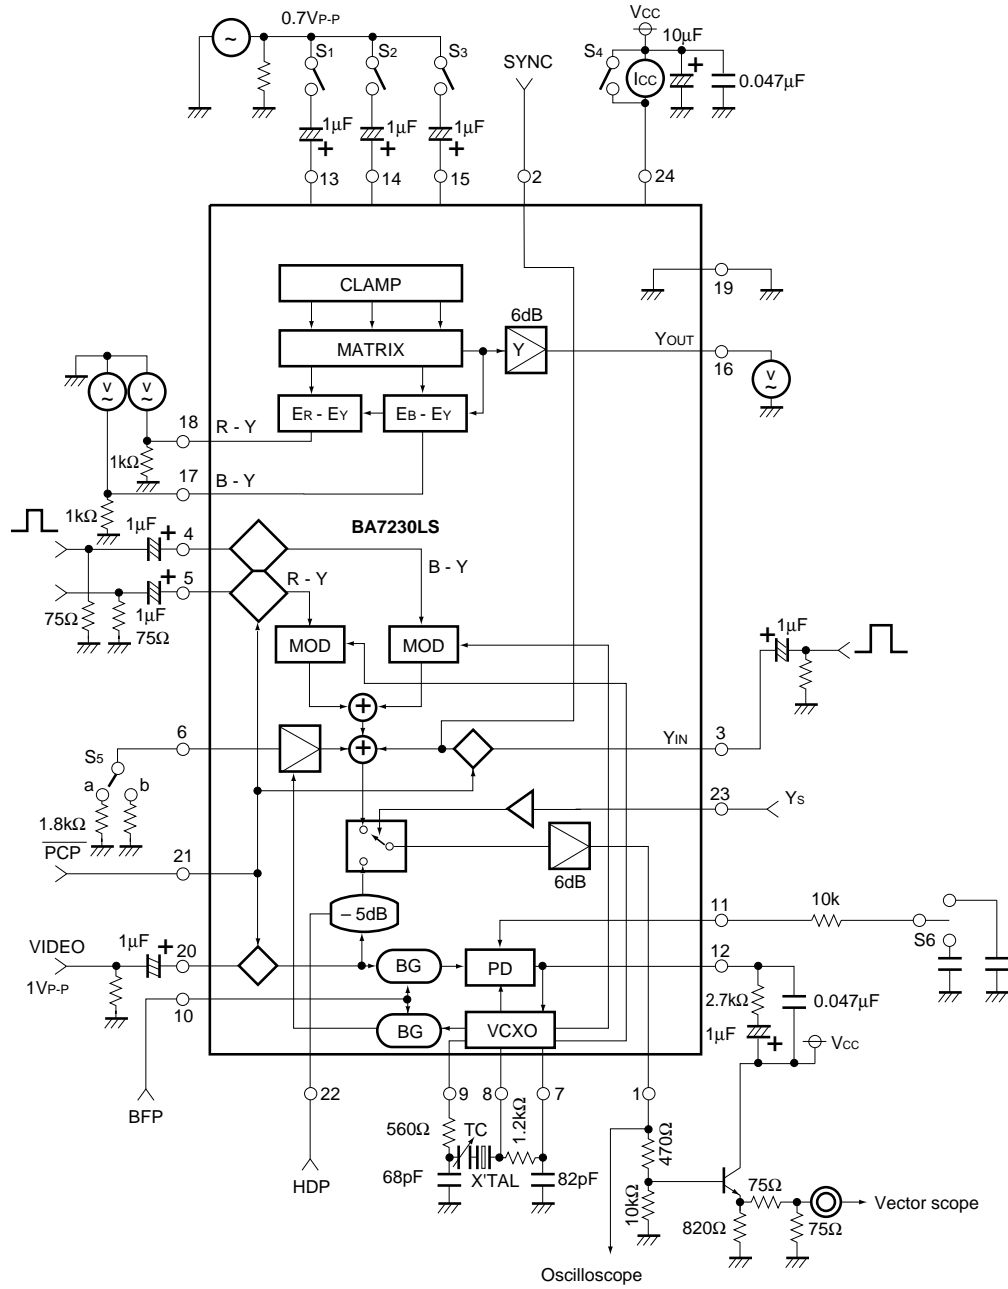 0.7VP-P
~
S1
S2
S3
1µF
+
1µF
+
1µF
+
13
14
15
SYNC
2
VCC
S4
ICC
10µF
+
0.047µF
24
CLAMP
MATRIX
6dB
Y
YOUT
16
V
~
19
ER - EY
EB - EY
V
~
V
~
18
R - Y
1kΩ
17
B - Y
1kΩ
BA7230LS
1µF
+
4
B - Y
+
5
R - Y
1µF
75Ω
75Ω
MOD
MOD
+
1µF
+
+
6
YIN
3
S5
a
b
1.8kΩ
23
YS
PCP
21
6dB
– 5dB
11
10k
S6
VIDEO
1µF
+
20
1VP-P
BG
PD
12
10
2.7kΩ
0.047µF
1µF
+
BG
VCXO
VCC
BFP
22
9
8
7
1
HDP
560Ω
TC
1.2kΩ
68pF
X'TAL
82pF
470Ω
10kΩ
75Ω
820Ω
75Ω
Vector scope
Oscilloscope